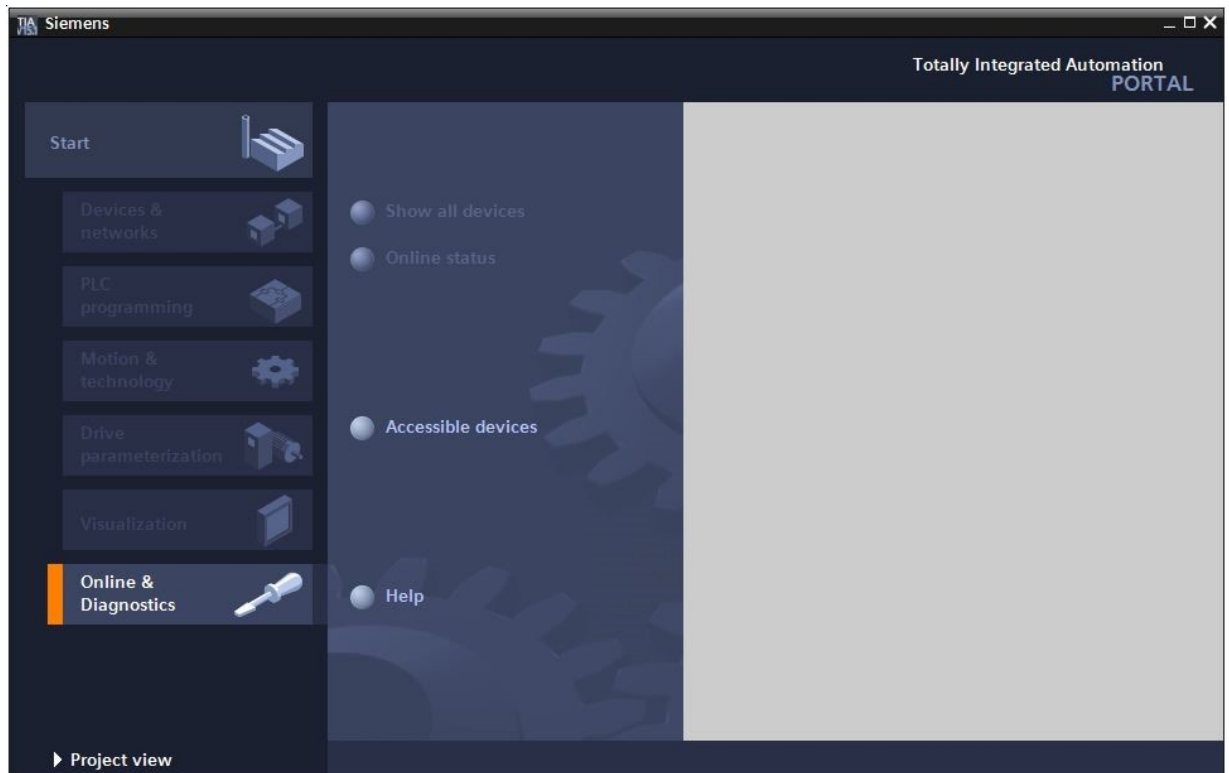 Siemens
Totally Integrated Automation
PORTAL
Start
Devices &
networks
PLC
programming
Motion &
technology
Drive
parameterization
Visualization
Online &
Diagnostics
Show all devices
Online status
Accessible devices
Help
Project view